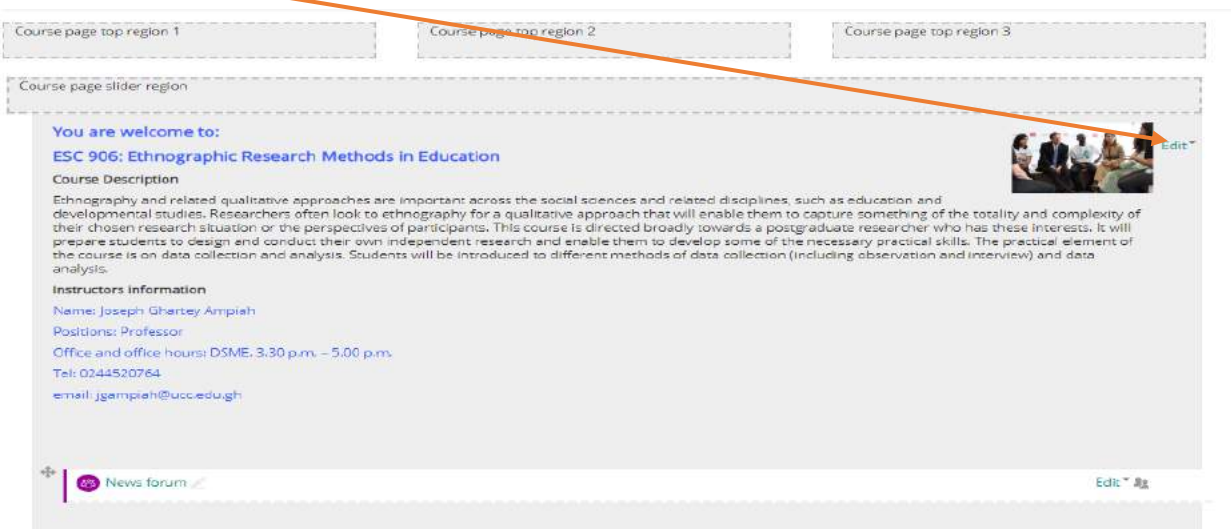 Course page top region 1
Course page top region 2
Course page top region 3
Course page slider region
You are welcome to:
ESC 906: Ethnographic Research Methods in Education
Edit
Course Description
Ethnography and related qualitative approaches are important across the social sciences and related disciplines, such as education and
developmental studies. Researchers often look to ethnography for a qualitative approach that will enable them to capture something of the totality and complexity of
their chosen research situation or the perspectives of participants. This course is directed broadly towards a postgraduate researcher who has these interests. It will
prepare students to design and conduct their own independent research and enable them to develop some of the necessary practical skills. The practical element of
the course is on data collection and analysis. Students will be introduced to different methods of data collection (including observation and interview) and data
analysis.
Instructors information
Name: Joseph Ghartey Ampiah
Positions: Professor
Office and office hours: DSME. 3.30 p.m. – 5.00 p.m.
Tel: 0244520764
email: jgampiah@ucc.edu.gh
News forum
Edit